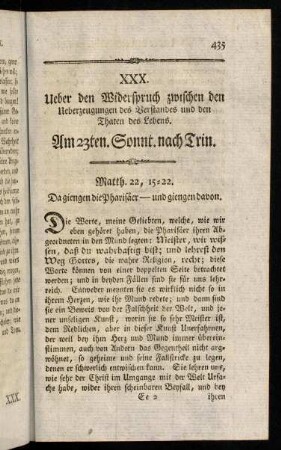 435
XXX.
Ueber den Widerspruch zwischen den
Ueberzeugungen des Verstandes und den
Thaten des Lebens.
Am 23ten. Sonnt. nach Trin.
Matth. 22, 15-22.
Da giengen die Pharisäer — und giengen davon.
Die Worte, meine Geliebten, welche, wie wir
eben gehöret haben, die Pharisäer ihren Ab-
geordneten in den Mund legten: Meister, wir wis-
sen, daß du wahrhaftig bist; und lehrest den
Weg Gottes, die wahre Religion, recht; diese
Worte können von einer doppelten Seite betrachtet
werden; und in beyden Fällen sind sie für uns lehr-
reich. Entweder meenten sie es wirklich nicht so in
ihrem Herzen, wie ihr Mund redete; und dann sind
sie ein Beweis von der Falschheit der Welt, und je-
ner unseligen Kunst, worin sie so sehr Meister ist,
dem Redlichen, aber in dieser Kunst Unerfahrnen,
der weil bey ihm Herz und Mund immer überein-
stimmen, auch von Andern das Gegentheil nicht arg-
wöhnet, so geheime und feine Fallstricke zu legen,
denen er schwerlich entwischen kann. Sie lehren uns,
wie sehr der Christ im Umgange mit der Welt Ursa-
che habe, wider ihren scheinbaren Beyfall, und bey
Ee 2 ihrem
XXX.